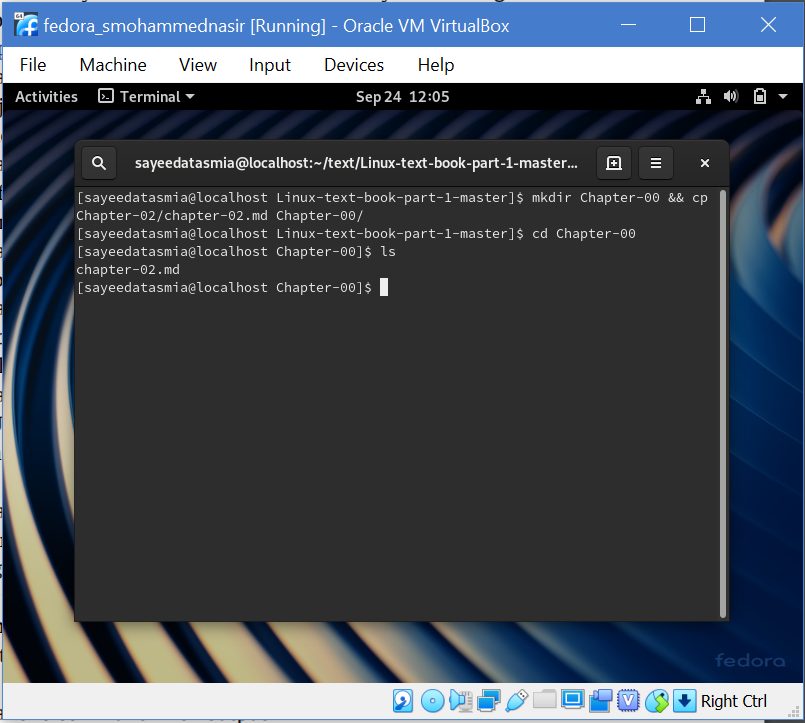 fedora_smohammednasir [Running] - Oracle VM VirtualBox
File Machine View Input Devices Help
Activities Terminal Sep 24 12:05
sayeedatasmia@localhost:~/text/Linux-text-book-part-1-master...
[sayeedatasmia@localhost Linux-text-book-part-1-master]$ mkdir Chapter-00 && cp
Chapter-02/chapter-02.md Chapter-00/
[sayeedatasmia@localhost Linux-text-book-part-1-master]$ cd Chapter-00
[sayeedatasmia@localhost Chapter-00]$ ls
chapter-02.md
[sayeedatasmia@localhost Chapter-00]$
fedora
Right Ctrl